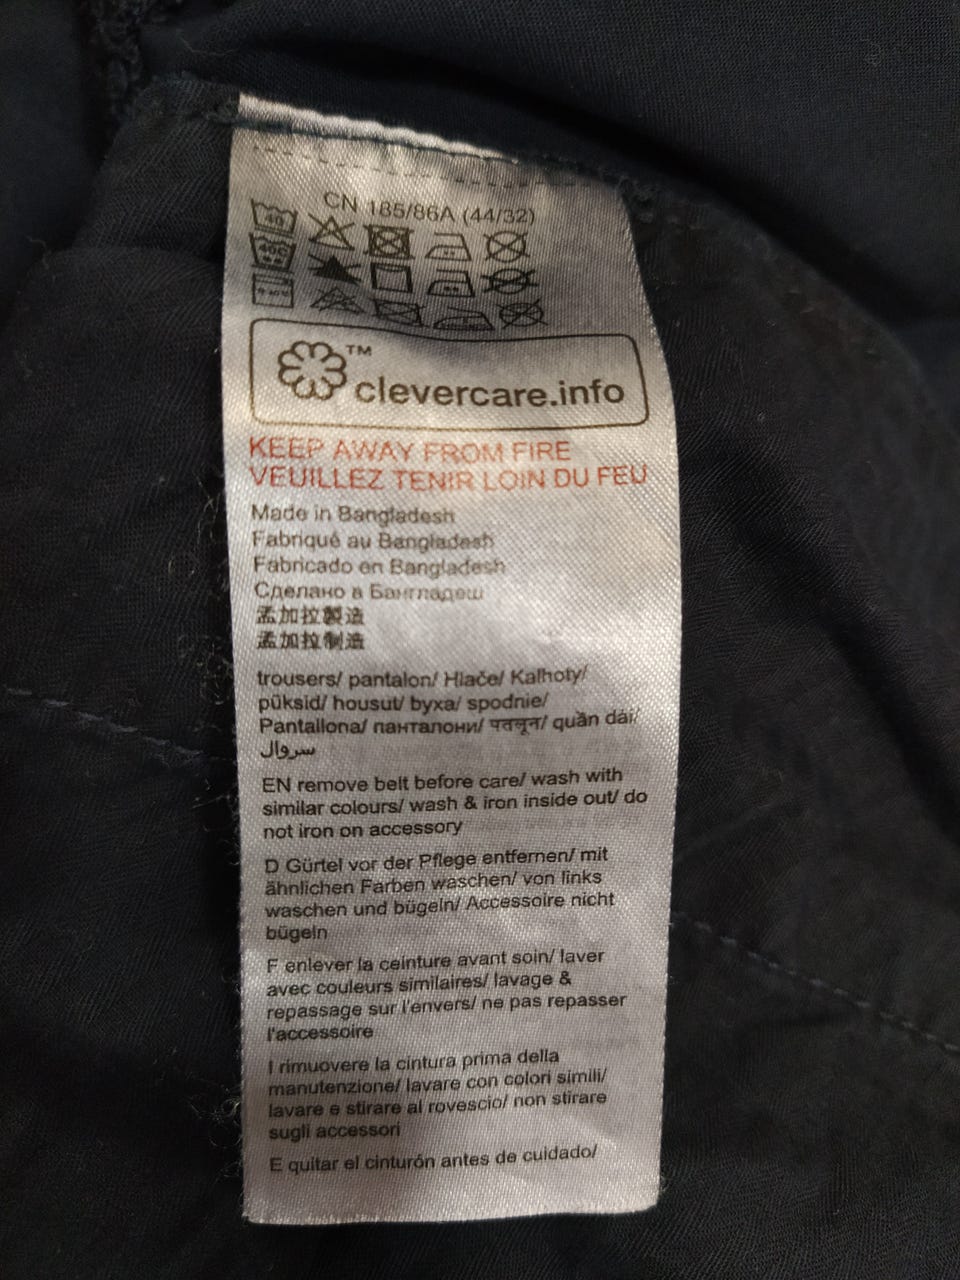 CN 185/86A (44/32)
40
™
clevercare.info
KEEP AWAY FROM FIRE
VEUILLEZ TENIR LOIN DU FEU
Made in Bangladesh
Fabriqué au Bangladesh
Fabricado en Bangladesh
Сделано в Бангладеш
孟加拉製造
孟加拉制造
trousers/ pantalon/ Hlače/ Kalhoty/
püksid/ housut/ byxa/ spodnie/
Pantallona/ панталони/ पतलून/ quần dài/
سروال
EN remove belt before care/ wash with
similar colours/ wash & iron inside out/ do
not iron on accessory
D Gürtel vor der Pflege entfernen/ mit
ähnlichen Farben waschen/ von links
waschen und bügeln/ Accessoire nicht
bügeln
F enlever la ceinture avant soin/ laver
avec couleurs similaires/ lavage &
repassage sur l'envers/ ne pas repasser
l'accessoire
I rimuovere la cintura prima della
manutenzione/ lavare con colori simili/
lavare e stirare al rovescio/ non stirare
sugli accessori
E quitar el cinturón antes de cuidado/